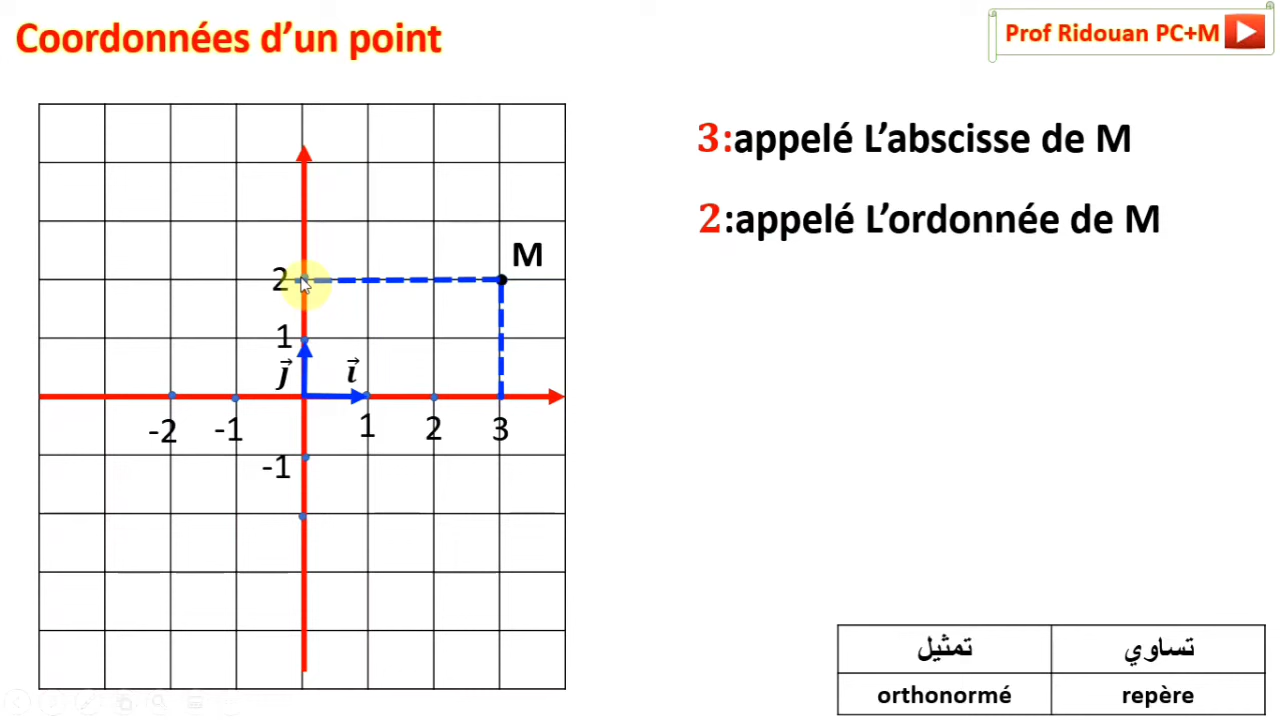 Coordonnées d’un point
Prof Ridouan PC+M
3:appelé L’abscisse de M
2:appelé L’ordonnée de M
M
2
1
j⃗ i⃗
-2 -1 1 2 3
-1
تمثيل تساوي
orthonormé repère